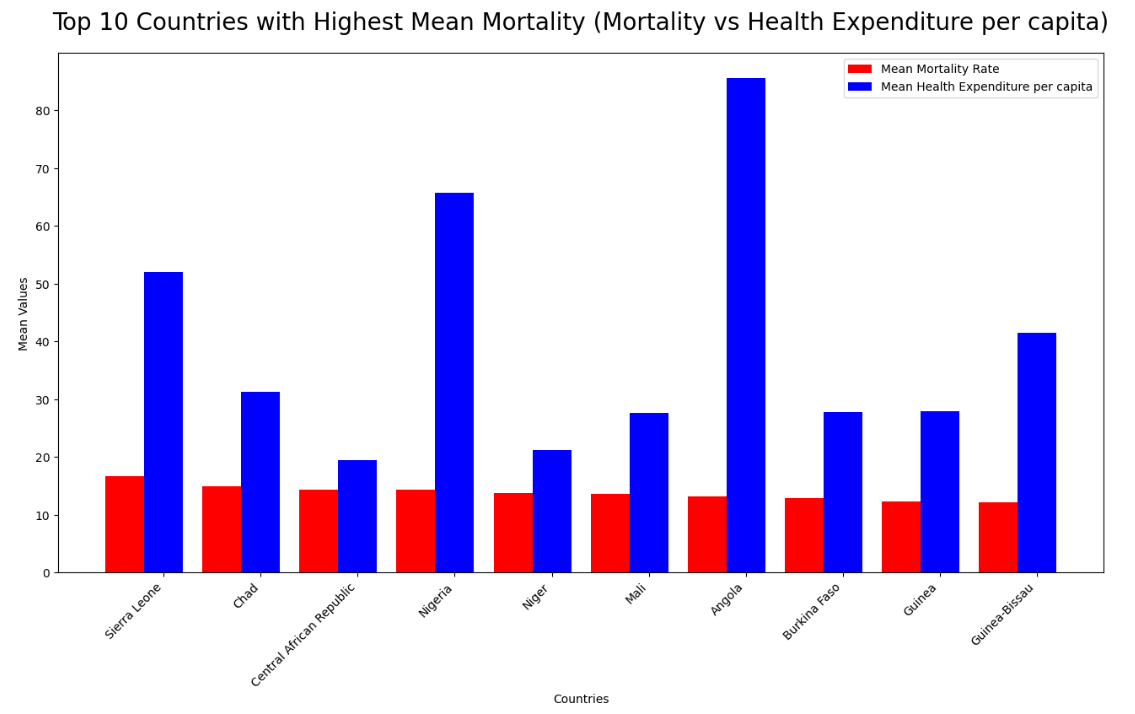 Top 10 Countries with Highest Mean Mortality (Mortality vs Health Expenditure per capita)
Mean Mortality Rate
Mean Health Expenditure per capita
Mean Values
80
70
60
50
40
30
20
10
0
Sierra Leone
Chad
Central African Republic
Nigeria
Niger
Mali
Angola
Burkina Faso
Guinea
Guinea-Bissau
Countries